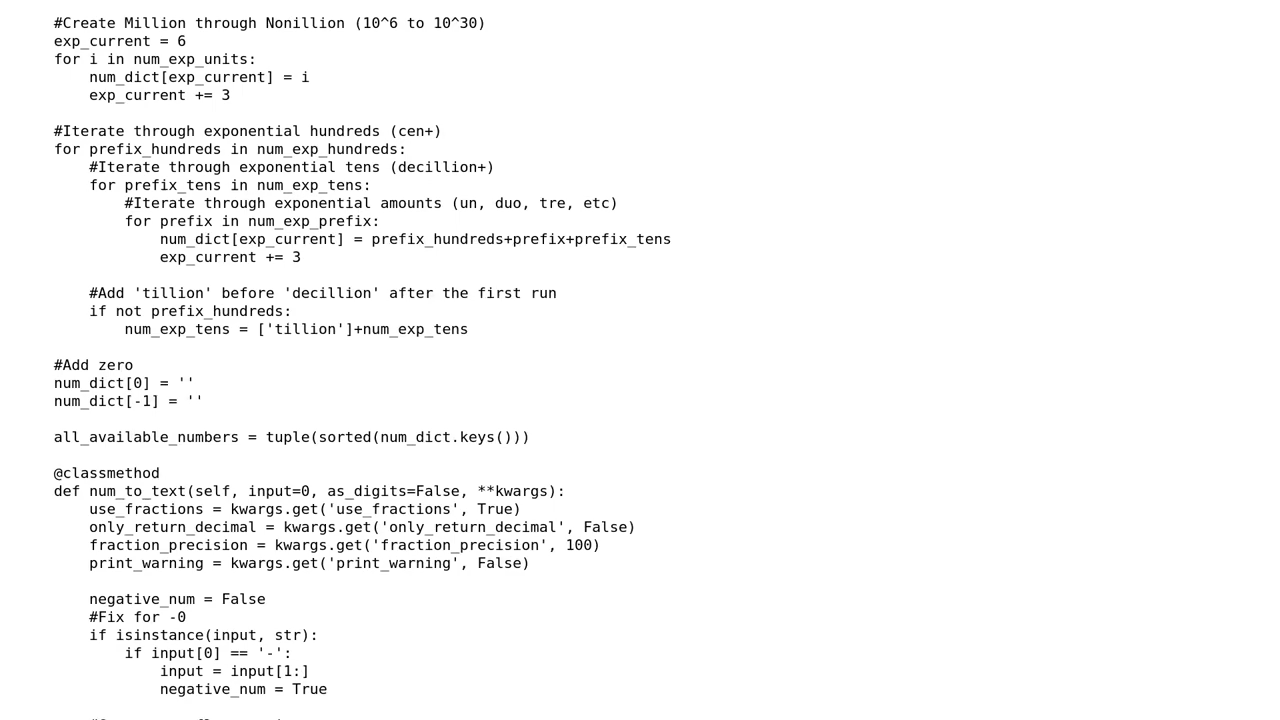 #Create Million through Nonillion (10^6 to 10^30)
exp_current = 6
for i in num_exp_units:
    num_dict[exp_current] = i
    exp_current += 3

#Iterate through exponential hundreds (cen+)
for prefix_hundreds in num_exp_hundreds:
    #Iterate through exponential tens (decillion+)
    for prefix_tens in num_exp_tens:
        #Iterate through exponential amounts (un, duo, tre, etc)
        for prefix in num_exp_prefix:
            num_dict[exp_current] = prefix_hundreds+prefix+prefix_tens
            exp_current += 3

    #Add 'tillion' before 'decillion' after the first run
    if not prefix_hundreds:
        num_exp_tens = ['tillion']+num_exp_tens

#Add zero
num_dict[0] = ''
num_dict[-1] = ''

all_available_numbers = tuple(sorted(num_dict.keys()))

@classmethod
def num_to_text(self, input=0, as_digits=False, **kwargs):
    use_fractions = kwargs.get('use_fractions', True)
    only_return_decimal = kwargs.get('only_return_decimal', False)
    fraction_precision = kwargs.get('fraction_precision', 100)
    print_warning = kwargs.get('print_warning', False)

    negative_num = False
    #Fix for -0
    if isinstance(input, str):
        if input[0] == '-':
            input = input[1:]
            negative_num = True